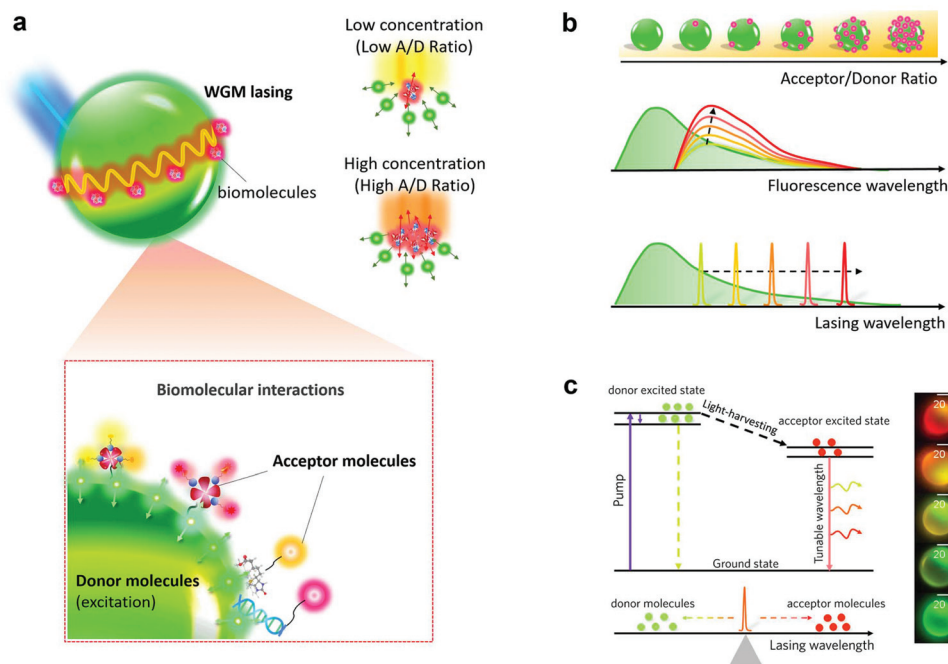 a
WGM lasing
biomolecules
Low concentration
(Low A/D Ratio)
High concentration
(High A/D Ratio)
Biomolecular interactions
Acceptor molecules
Donor molecules
(excitation)
b
Acceptor/Donor Ratio
Fluorescence wavelength
Lasing wavelength
c
donor excited state
Light-harvesting
acceptor excited state
Pump
Tunable wavelength
Ground state
donor molecules
acceptor molecules
Lasing wavelength
20
20
20
20